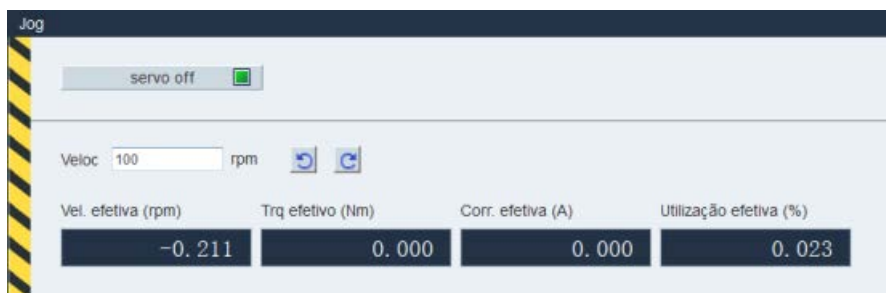 Jog
servo off
Veloc 100 rpm
Vel. efetiva (rpm) Trq efetivo (Nm) Corr. efetiva (A) Utilização efetiva (%)
-0.211 0.000 0.000 0.023